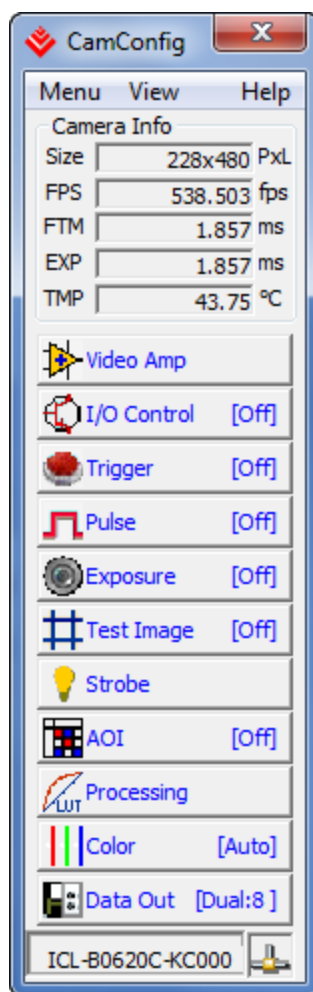 CamConfig
Menu View Help
Camera Info
Size 228x480 PxL
FPS 538.503 fps
FTM 1.857 ms
EXP 1.857 ms
TMP 43.75 ºC
Video Amp
I/O Control [Off]
Trigger [Off]
Pulse [Off]
Exposure [Off]
Test Image [Off]
Strobe
AOI [Off]
LUT Processing
Color [Auto]
Data Out [Dual:8 ]
ICL-B0620C-KC000